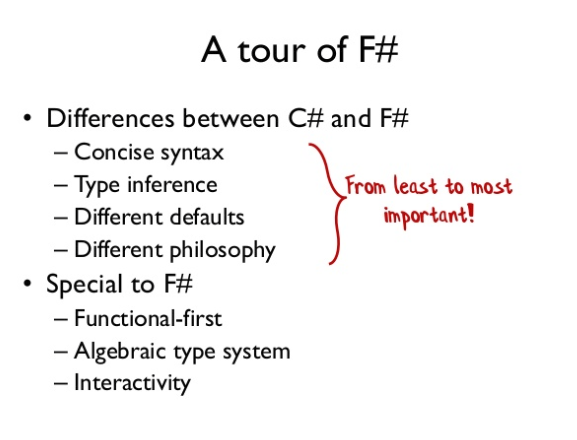 A tour of F#
• Differences between C# and F#
– Concise syntax
– Type inference
– Different defaults
– Different philosophy
From least to most
important!
• Special to F#
– Functional-first
– Algebraic type system
– Interactivity